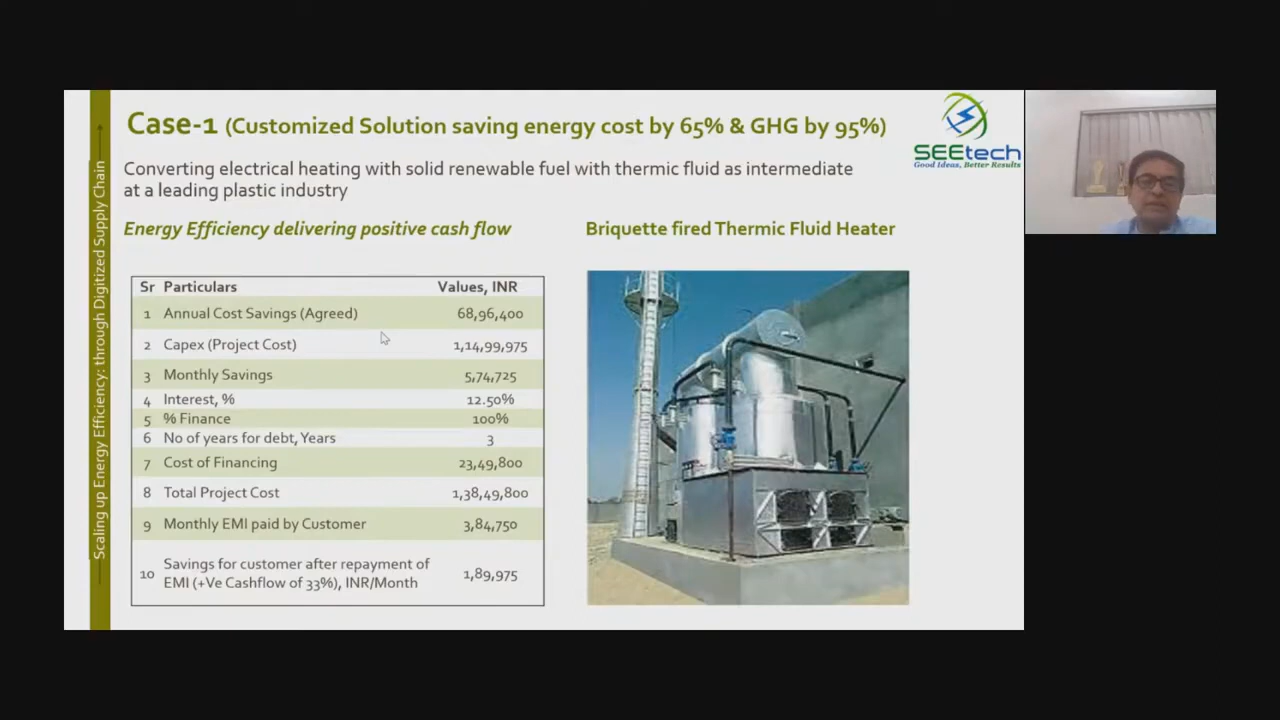 Case-1 (Customized Solution saving energy cost by 65% & GHG by 95%)
SEEtech
Good Ideas, Better Results
Converting electrical heating with solid renewable fuel with thermic fluid as intermediate
at a leading plastic industry
Energy Efficiency delivering positive cash flow
Briquette fired Thermic Fluid Heater
Scaling up Energy Efficiency: through Digitized Supply Chain
Sr Particulars Values, INR
1 Annual Cost Savings (Agreed) 68,96,400
2 Capex (Project Cost) 1,14,99,975
3 Monthly Savings 5,74,725
4 Interest, % 12.50%
5 % Finance 100%
6 No of years for debt, Years 3
7 Cost of Financing 23,49,800
8 Total Project Cost 1,38,49,800
9 Monthly EMI paid by Customer 3,84,750
10 Savings for customer after repayment of
EMI (+Ve Cashflow of 33%), INR/Month 1,89,975